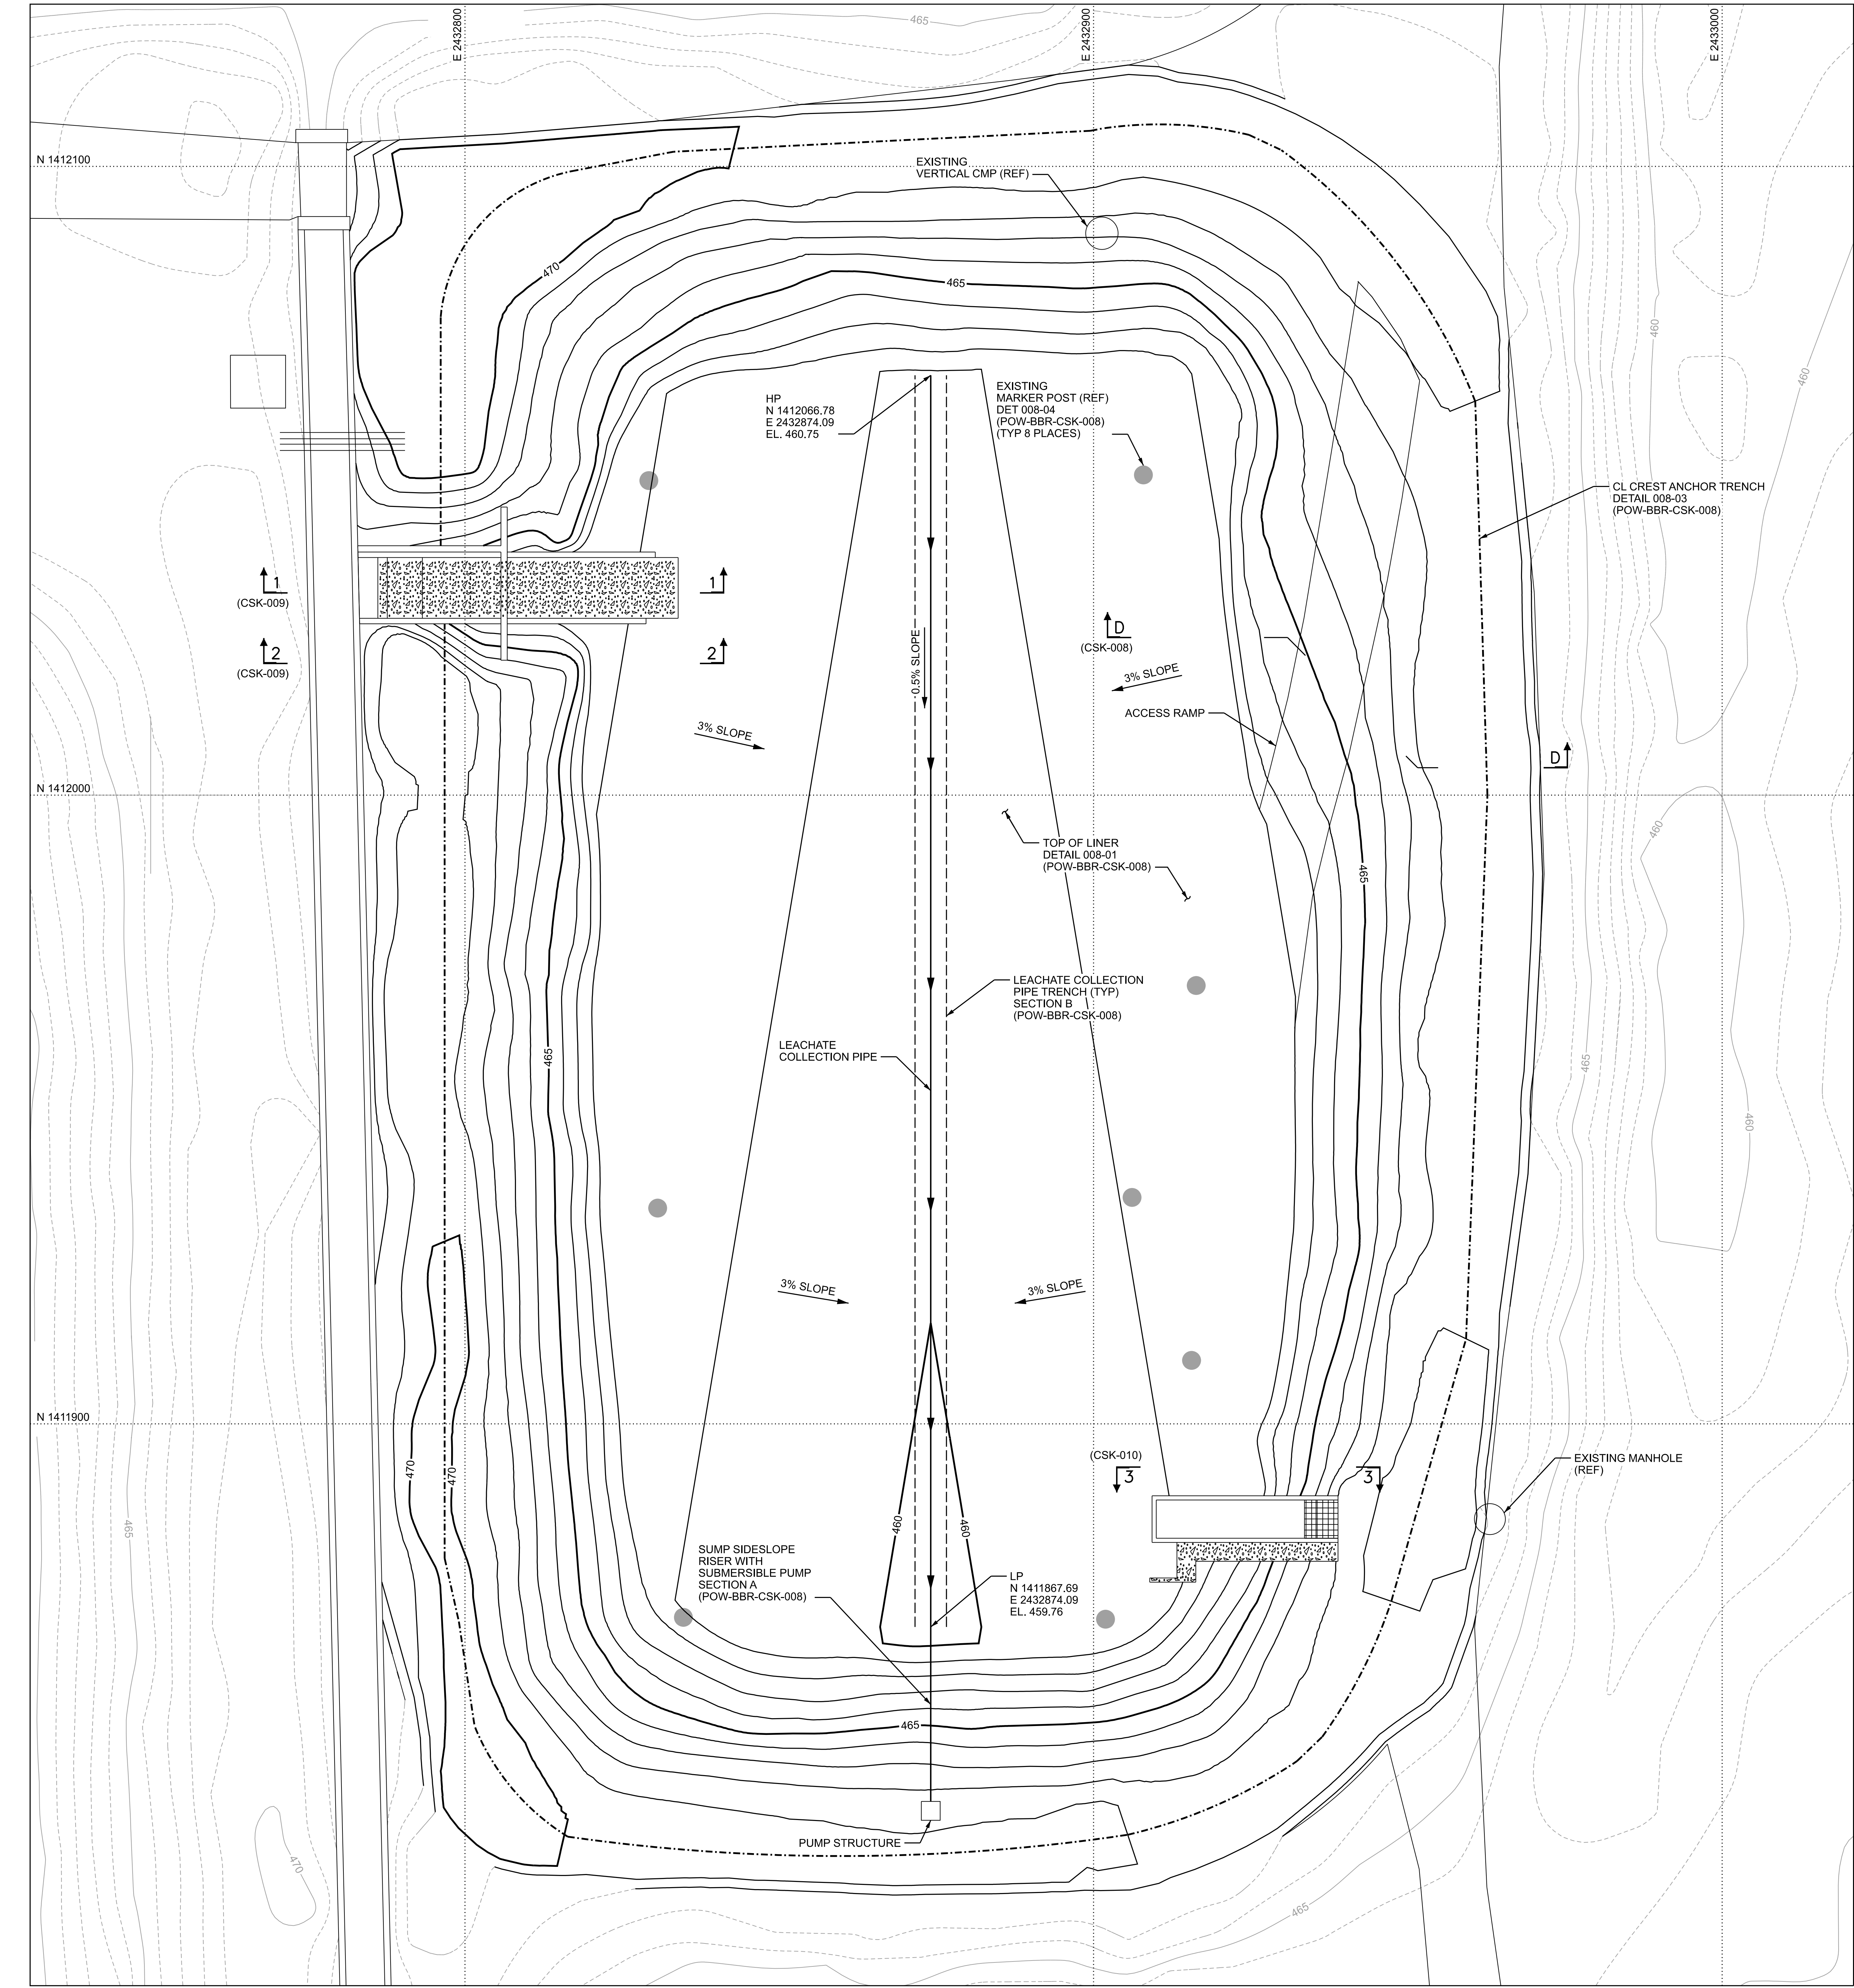 465
E 2432800
E 2432900
E 2433000
N 1412100
EXISTING
VERTICAL CMP (REF)
470
465
460
460
HP
N 1412066.78
E 2432874.09
EL. 460.75
EXISTING
MARKER POST (REF)
DET 008-04
(POW-BBR-CSK-008)
(TYP 8 PLACES)
CL CREST ANCHOR TRENCH
DETAIL 008-03
(POW-BBR-CSK-008)
1
(CSK-009)
1
2
(CSK-009)
2
0.5% SLOPE
D
(CSK-008)
3% SLOPE
3% SLOPE
ACCESS RAMP
D
N 1412000
460
TOP OF LINER
DETAIL 008-01
(POW-BBR-CSK-008)
465
LEACHATE COLLECTION
PIPE TRENCH (TYP)
SECTION B
(POW-BBR-CSK-008)
LEACHATE
COLLECTION PIPE
465
465
460
3% SLOPE
3% SLOPE
N 1411900
470
470
465
(CSK-010)
3
3
EXISTING MANHOLE
(REF)
460
460
SUMP SIDESLOPE
RISER WITH
SUBMERSIBLE PUMP
SECTION A
(POW-BBR-CSK-008)
LP
N 1411867.69
E 2432874.09
EL. 459.76
465
PUMP STRUCTURE
470
465